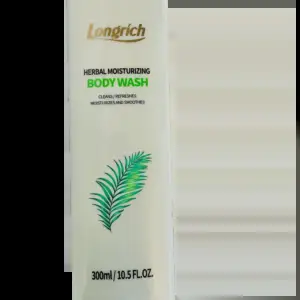 Longrich
HERBAL MOISTURIZING
BODY WASH
CLEANS / REFRESHES
MOISTURIZES AND SMOOTHES
300ml / 10.5 FL.OZ.